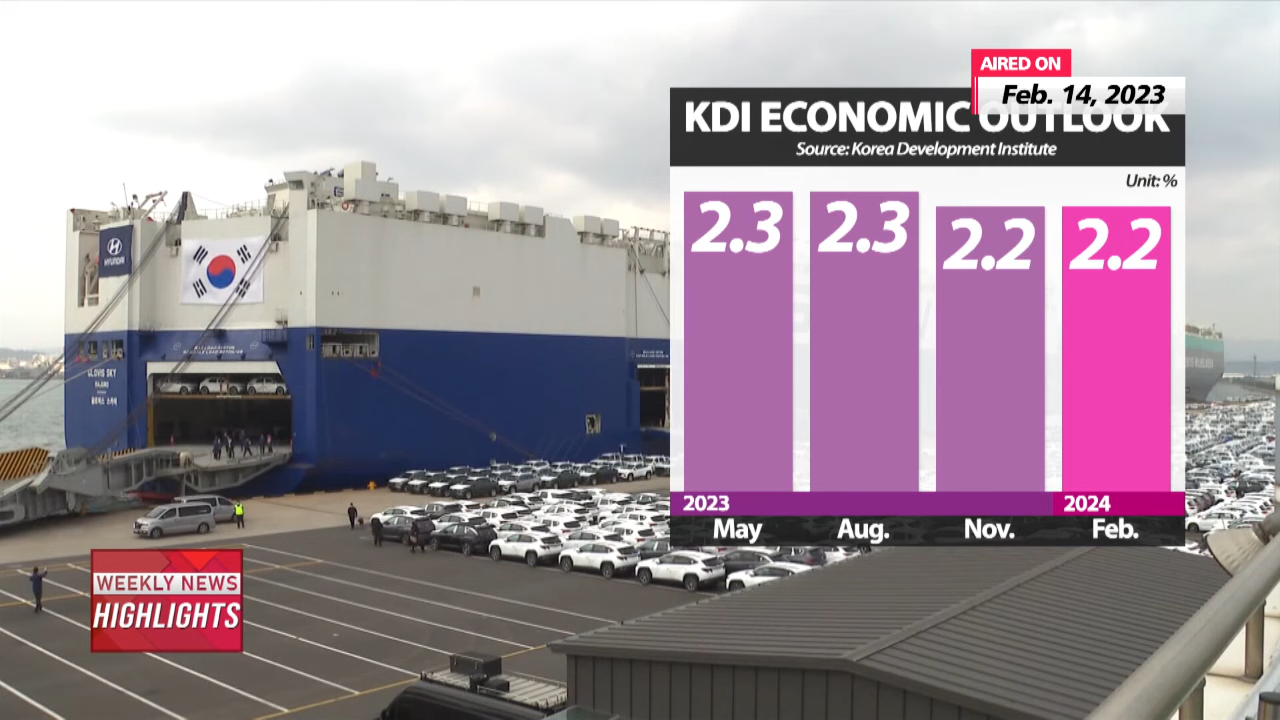 AIRED ON
Feb. 14, 2023
KDI ECONOMIC OUTLOOK
Source: Korea Development Institute
Unit: %
2.3
2.3
2.2
2.2
2023
2024
May
Aug.
Nov.
Feb.
HYUNDAI
GLOVIS SKY
WEEKLY NEWS
HIGHLIGHTS